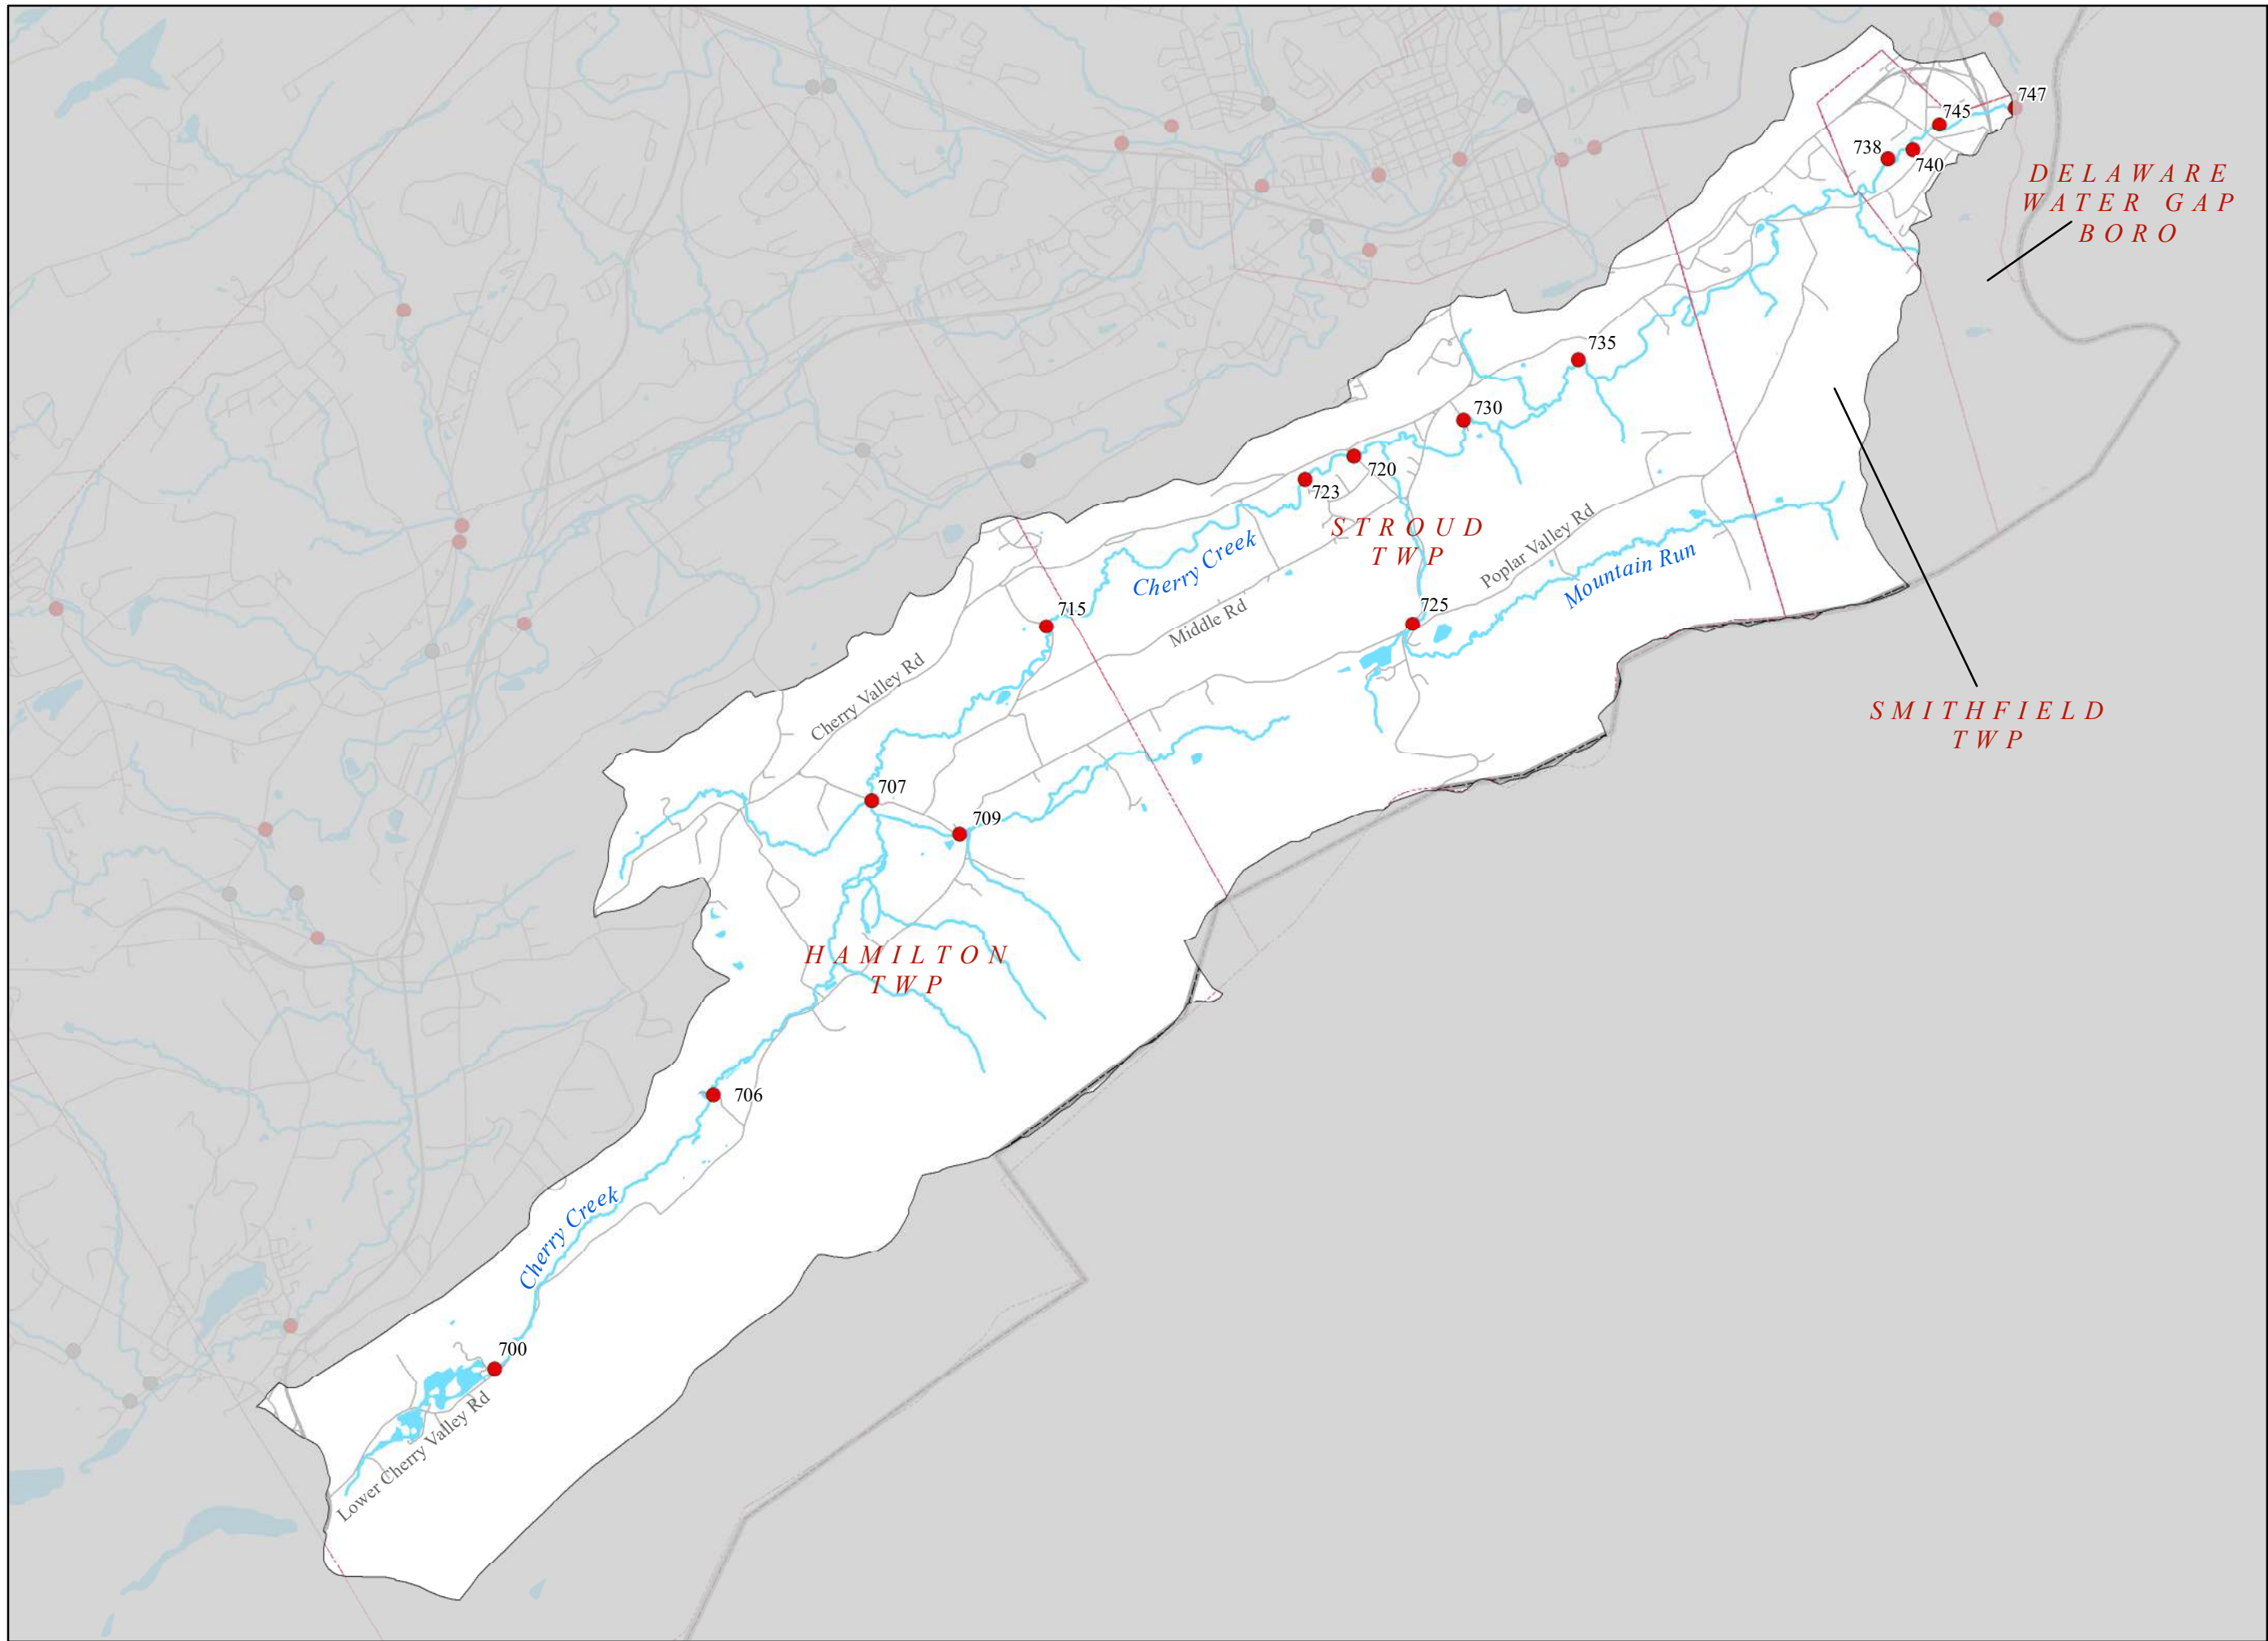 747
745
738
740
DELAWARE
WATER GAP
BORO
735
730
720
723
STROUD
TWP
Poplar Valley Rd
Cherry Creek
Mountain Run
715
725
Middle Rd
Cherry Valley Rd
SMITHFIELD
TWP
707
709
HAMILTON
TWP
706
Cherry Creek
700
Lower Cherry Valley Rd